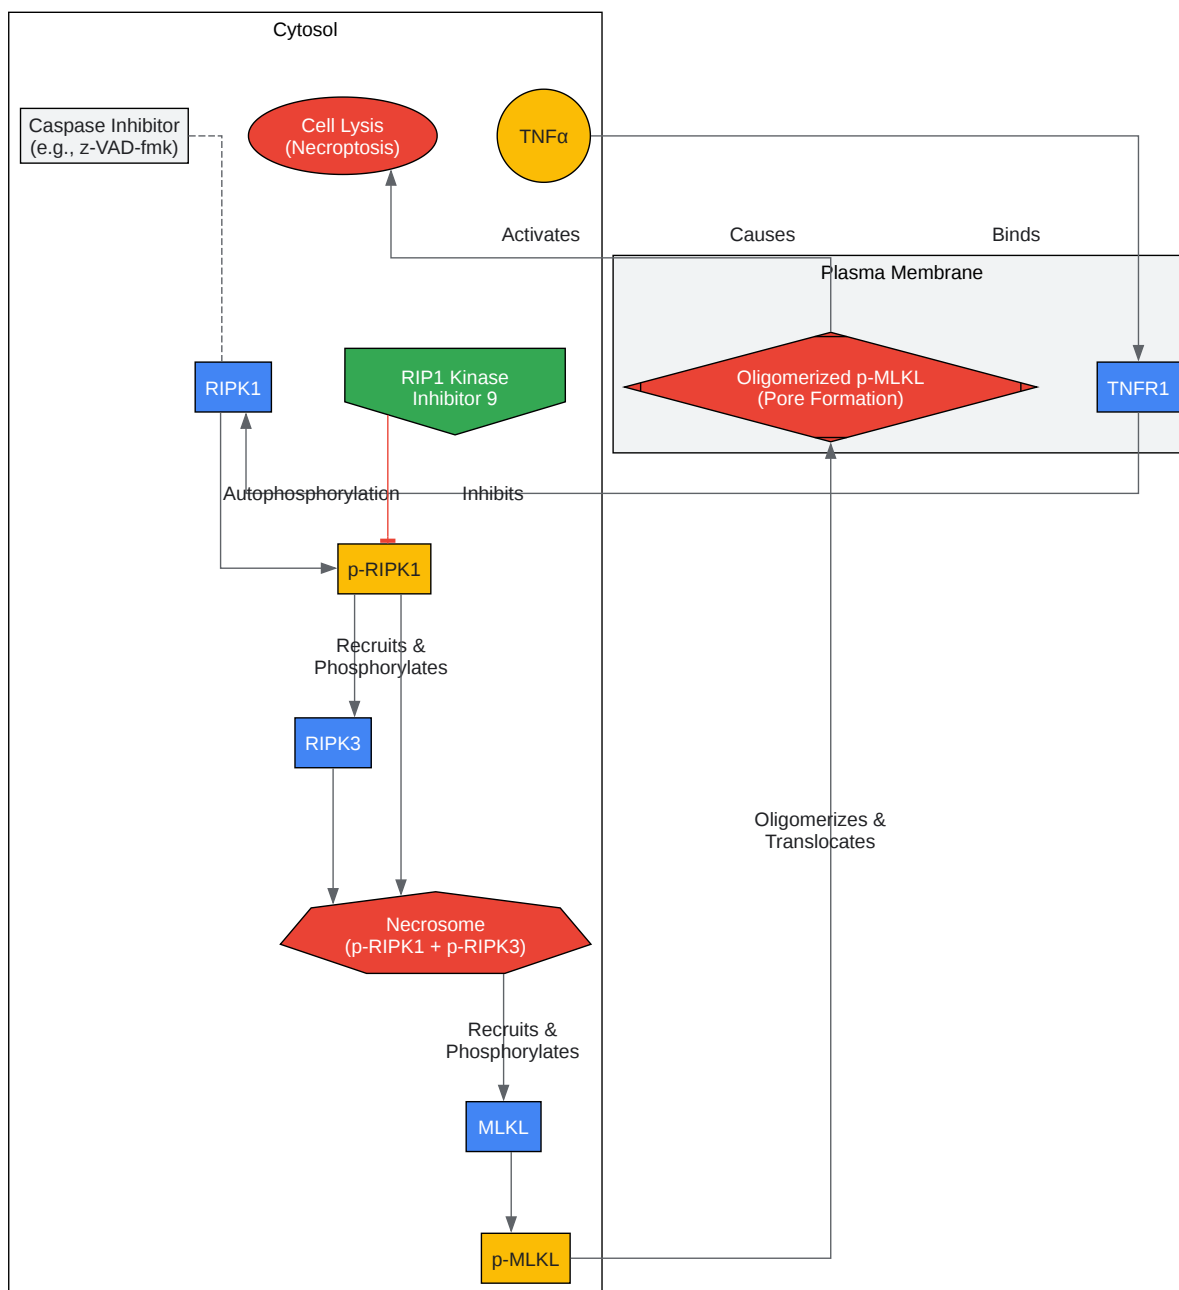 Cytosol
Caspase Inhibitor
(e.g., z-VAD-fmk)
Cell Lysis
(Necroptosis)
TNFα
Activates
Causes
Binds
Plasma Membrane
RIPK1
RIP1 Kinase
Inhibitor 9
Oligomerized p-MLKL
(Pore Formation)
TNFR1
Autophosphorylation
Inhibits
p-RIPK1
Recruits &
Phosphorylates
RIPK3
Oligomerizes &
Translocates
Necrosome
(p-RIPK1 + p-RIPK3)
Recruits &
Phosphorylates
MLKL
p-MLKL